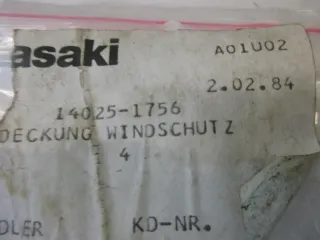 asaki A01U02
2.02.84
14025-1756
DECKUNG WINDSCHUTZ
4
DLER KD-NR.